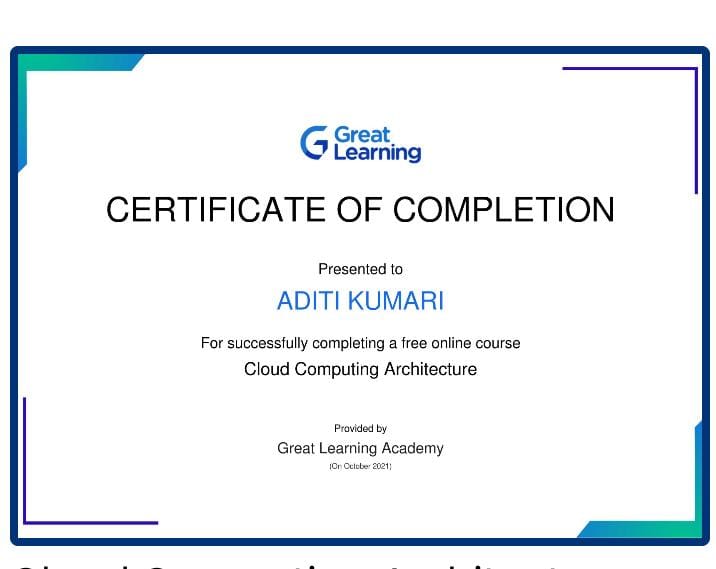 Great
Learning
CERTIFICATE OF COMPLETION
Presented to
ADITI KUMARI
For successfully completing a free online course
Cloud Computing Architecture
Provided by
Great Learning Academy
(On October 2021)